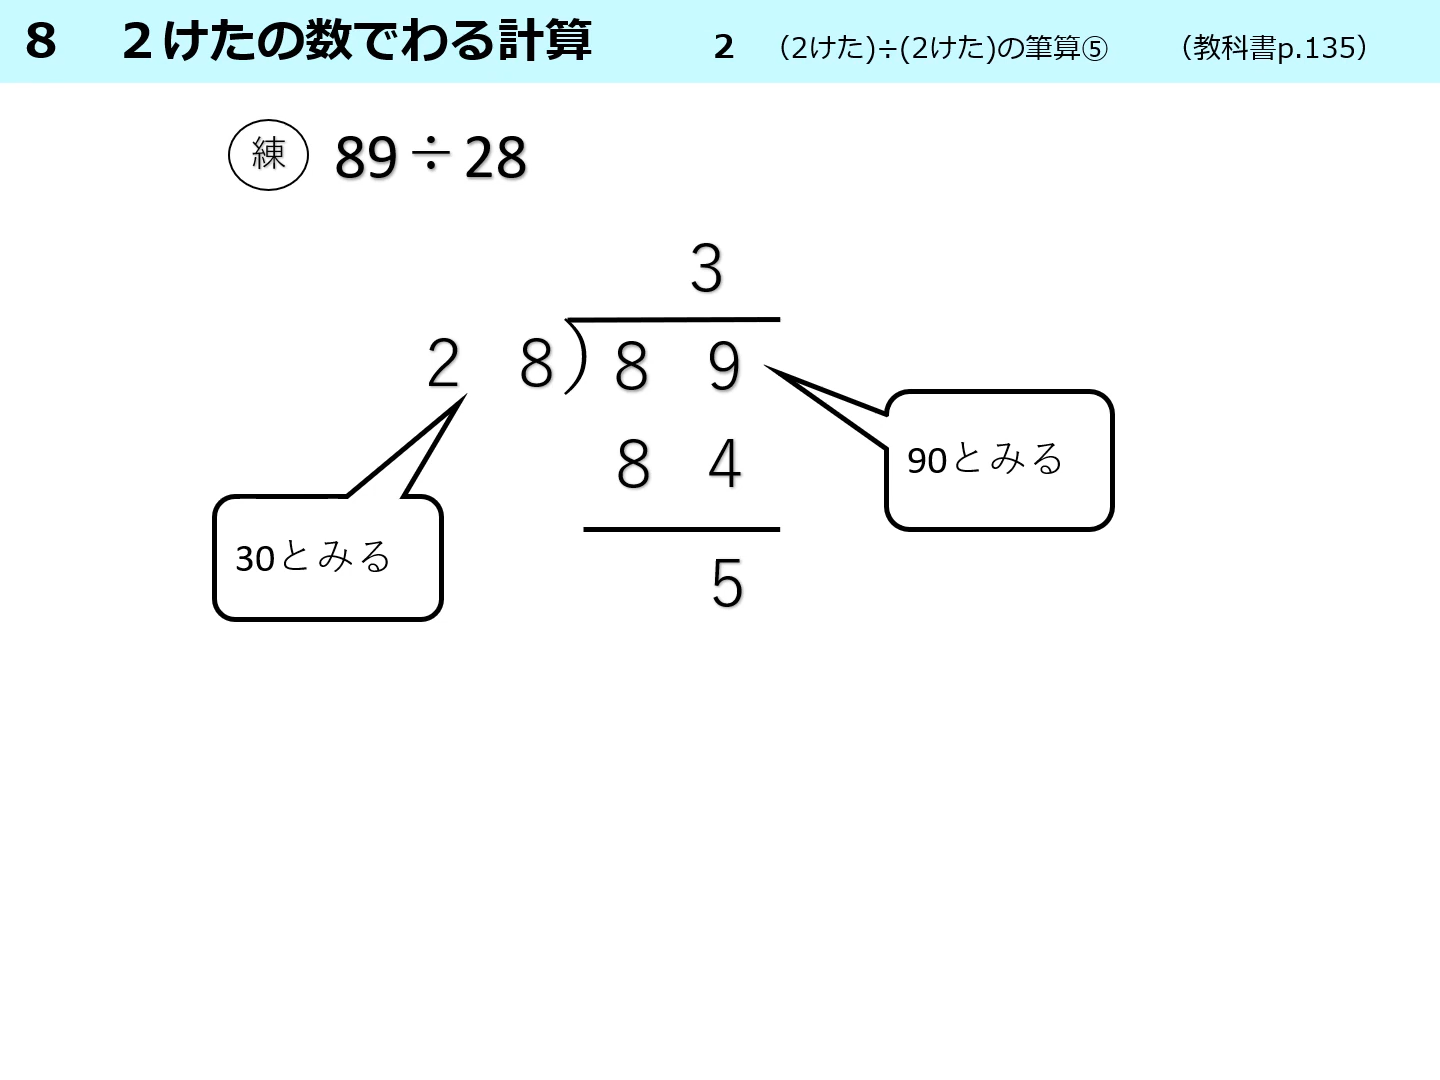 ８　２けたの数でわる計算　２　（2けた)÷(2けた)の筆算⑤　（教科書p.135）
練 89÷28
3
2 8 ) 8 9
8 4
90とみる
30とみる
5